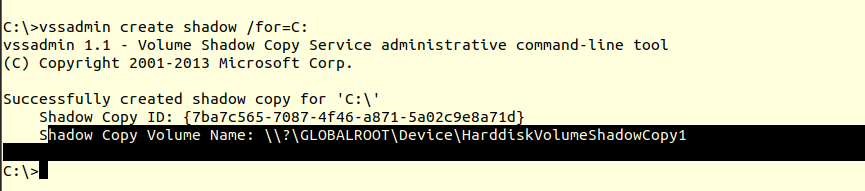 C:\>vssadmin create shadow /for=C:
vssadmin 1.1 - Volume Shadow Copy Service administrative command-line tool
(C) Copyright 2001-2013 Microsoft Corp.
Successfully created shadow copy for 'C:\'
Shadow Copy ID: {7ba7c565-7087-4f46-a871-5a02c9e8a71d}
Shadow Copy Volume Name: \\?\GLOBALROOT\Device\HarddiskVolumeShadowCopy1
C:\>